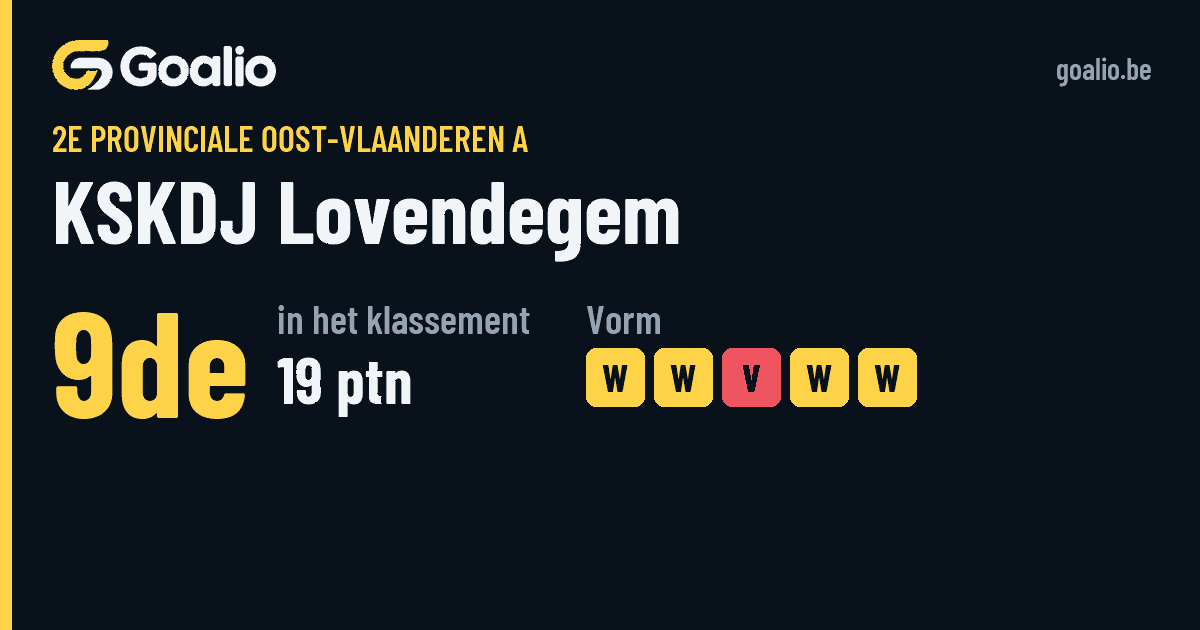 Goalio
goalio.be
2E PROVINCIALE OOST-VLAANDEREN A
KSKDJ Lovendegem
9de
in het klassement
19 ptn
Vorm
W W V W W